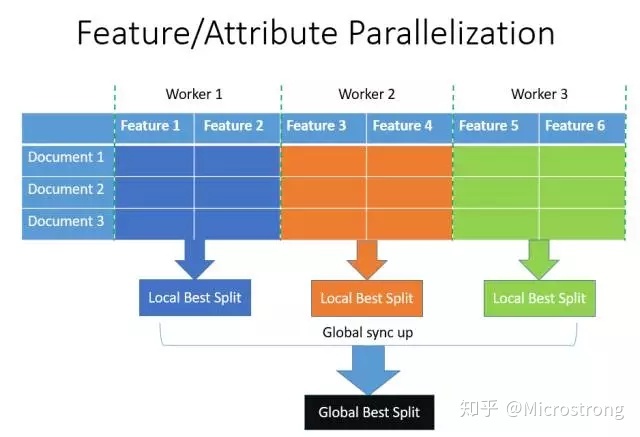 Feature/Attribute Parallelization
Worker 1 Worker 2 Worker 3
Feature 1 Feature 2 Feature 3 Feature 4 Feature 5 Feature 6
Document 1
Document 2
Document 3
Local Best Split Local Best Split Local Best Split
Global sync up
Global Best Split
知乎 @Microstrong